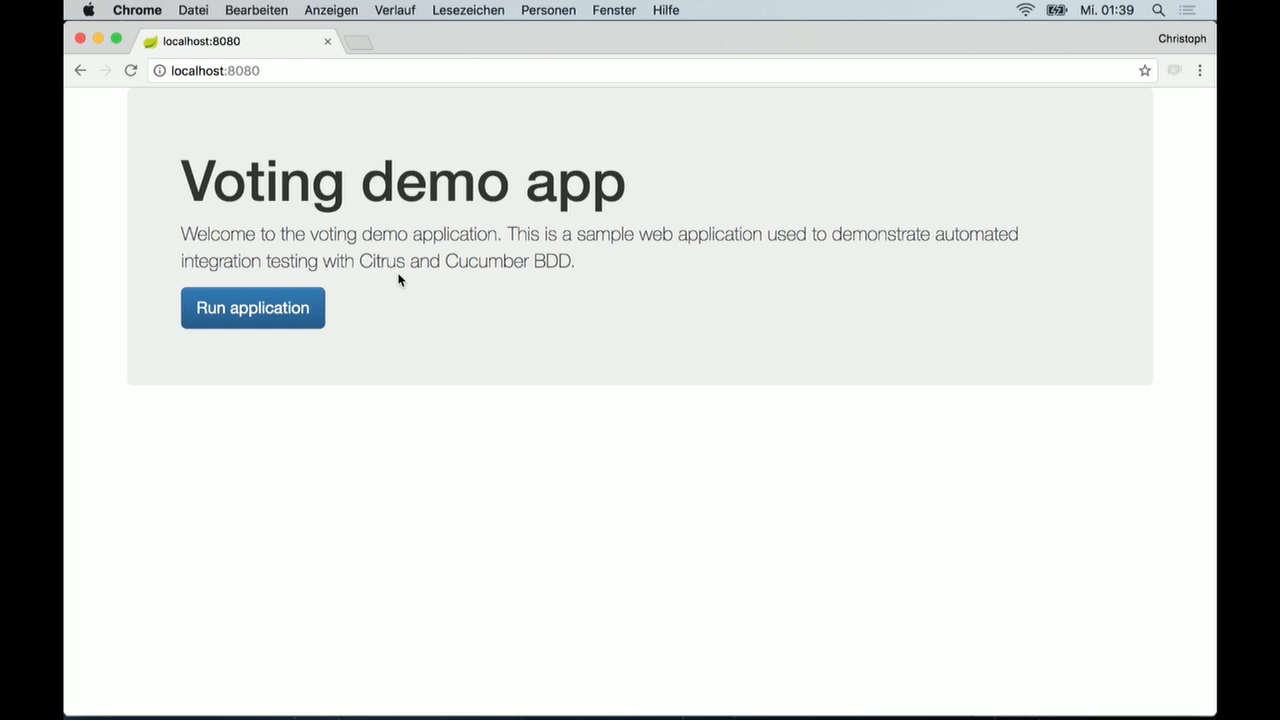 Chrome Datei Bearbeiten Anzeigen Verlauf Lesezeichen Personen Fenster Hilfe Mi. 01:39
localhost:8080 Christoph
localhost:8080
Voting demo app
Welcome to the voting demo application. This is a sample web application used to demonstrate automated
integration testing with Citrus and Cucumber BDD.
Run application